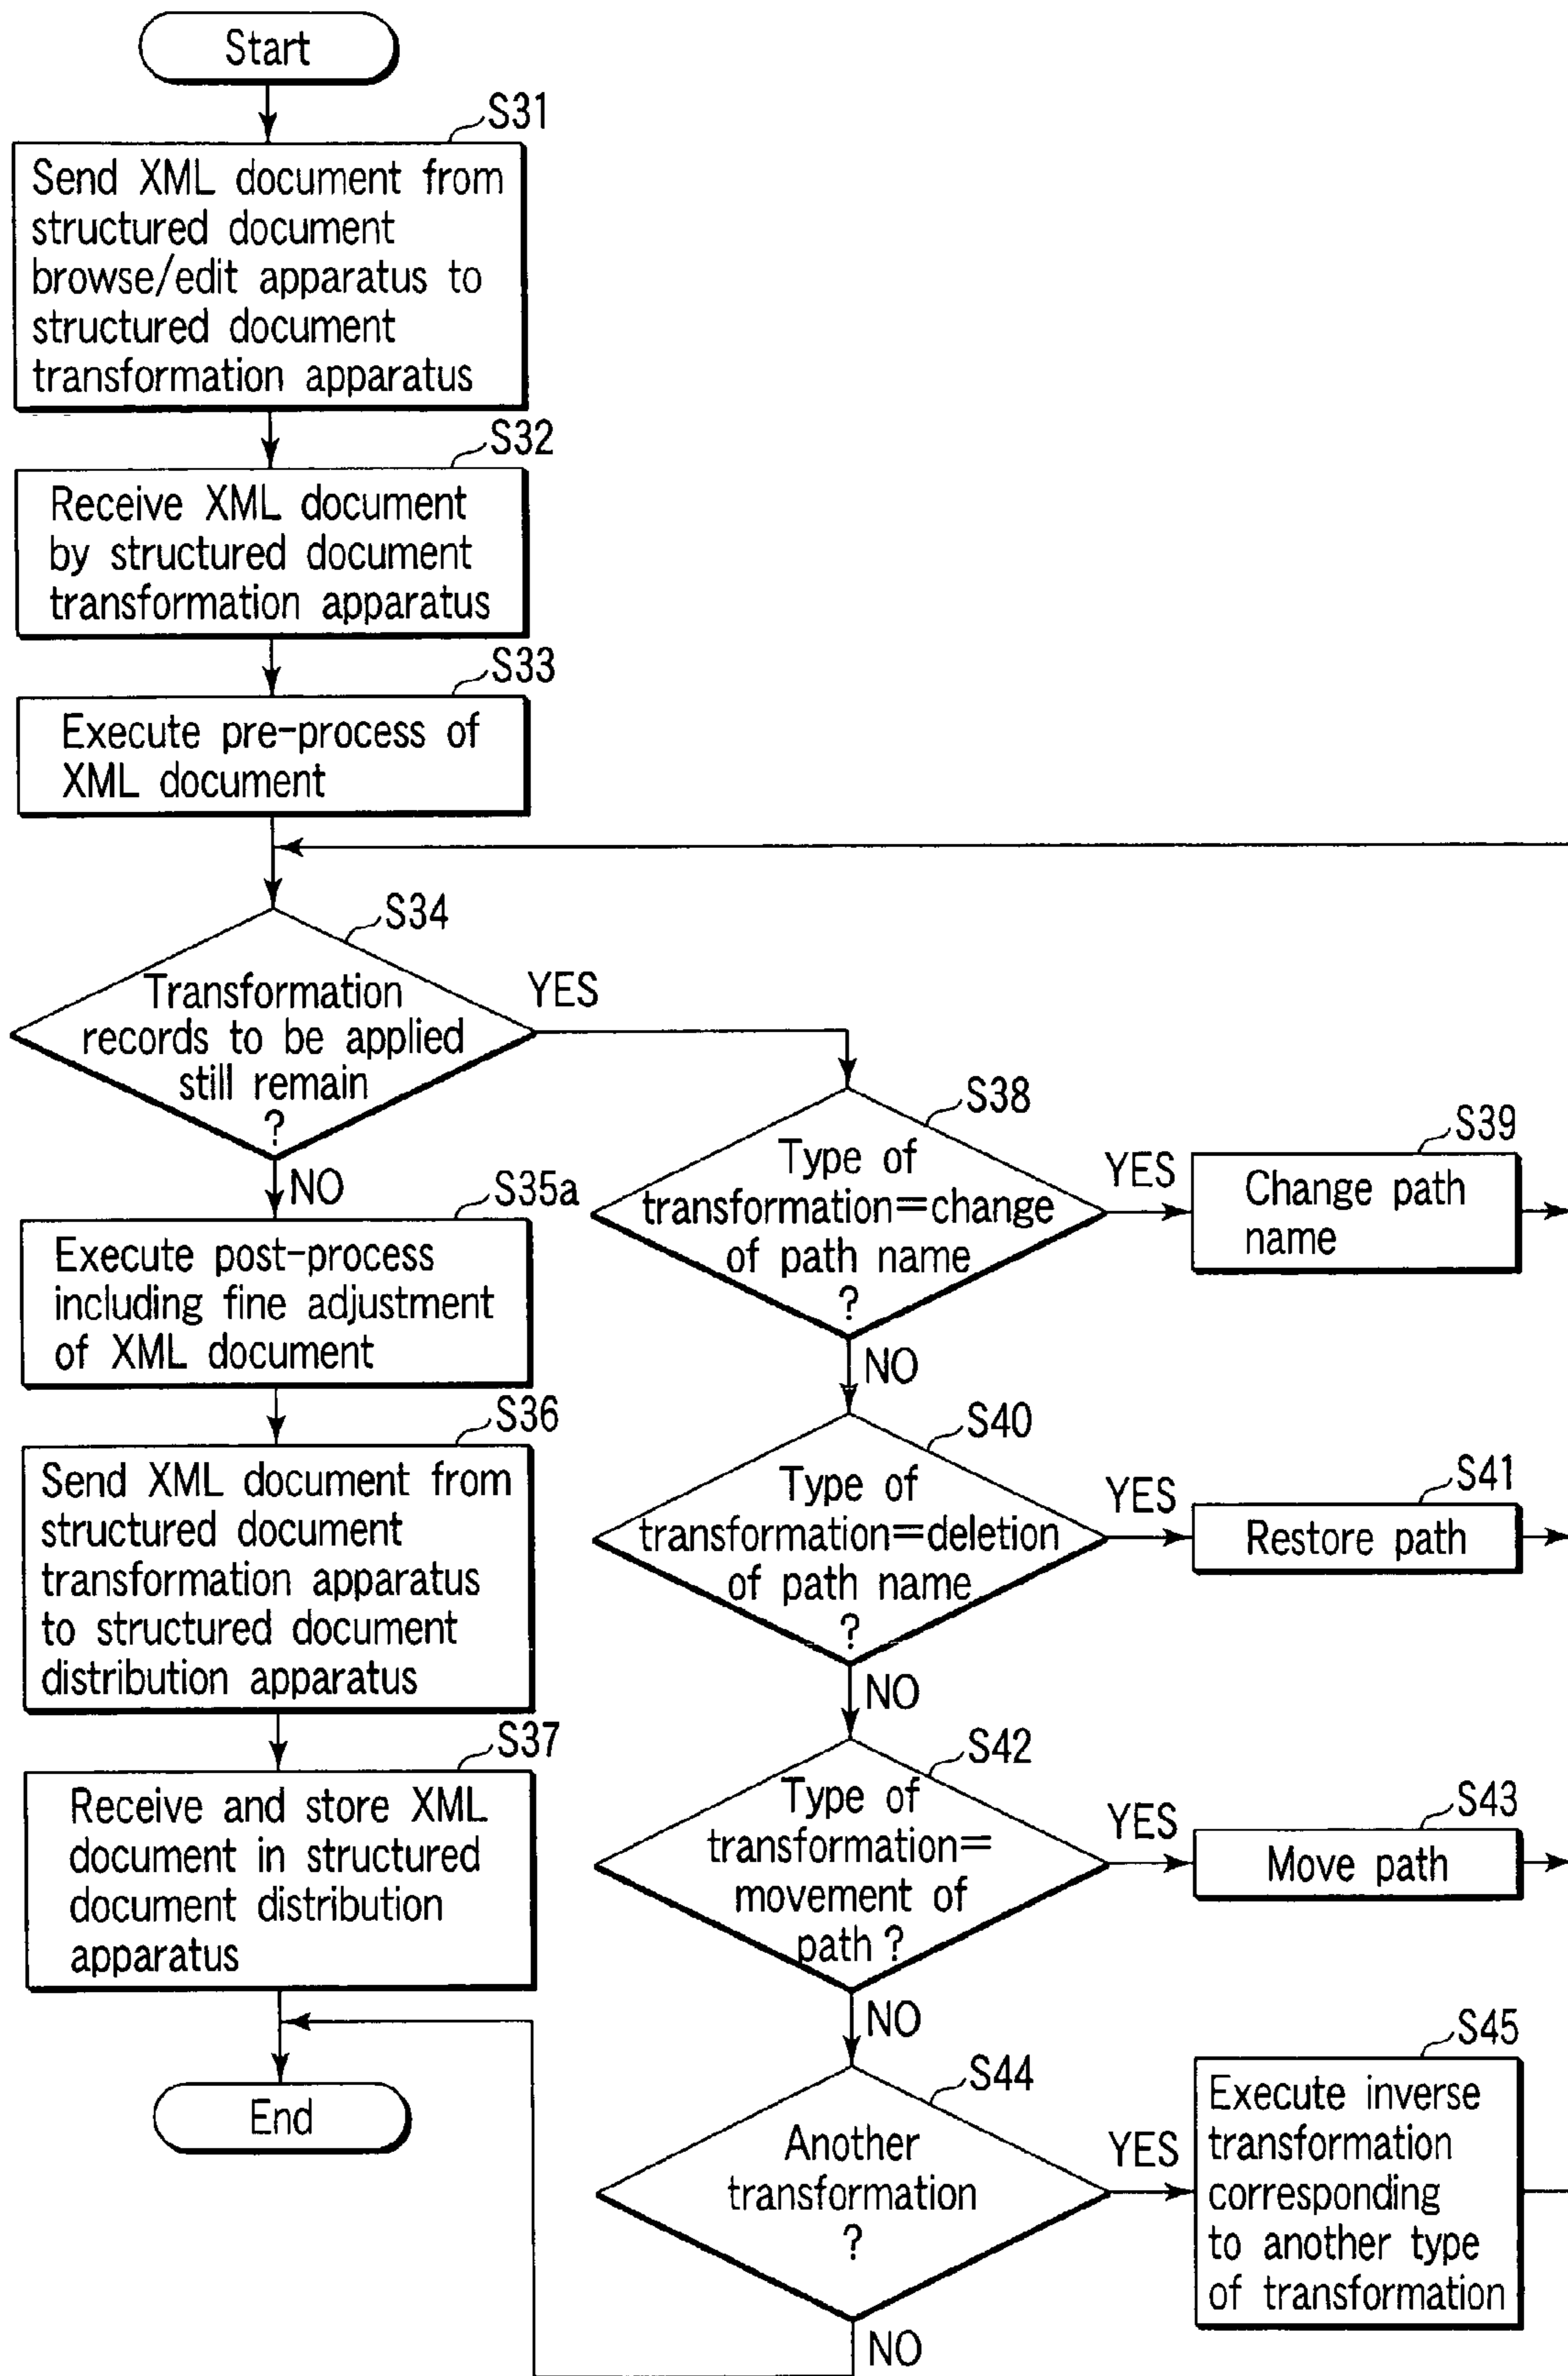 Start
S31
Send XML document from
structured document
browse/edit apparatus to
structured document
transformation apparatus
S32
Receive XML document
by structured document
transformation apparatus
S33
Execute pre-process of
XML document
S34
Transformation
records to be applied
still remain
?
YES
NO
S35a
Execute post-process
including fine adjustment
of XML document
S36
Send XML document from
structured document
transformation apparatus
to structured document
distribution apparatus
S37
Receive and store XML
document in structured
document distribution
apparatus
End
S38
Type of
transformation=change
of path name
?
YES
NO
S39
Change path
name
S40
Type of
transformation=deletion
of path name
?
YES
NO
S41
Restore path
S42
Type of
transformation=
movement of
path ?
YES
NO
S43
Move path
S44
Another
transformation
?
YES
NO
S45
Execute inverse
transformation
corresponding
to another type
of transformation